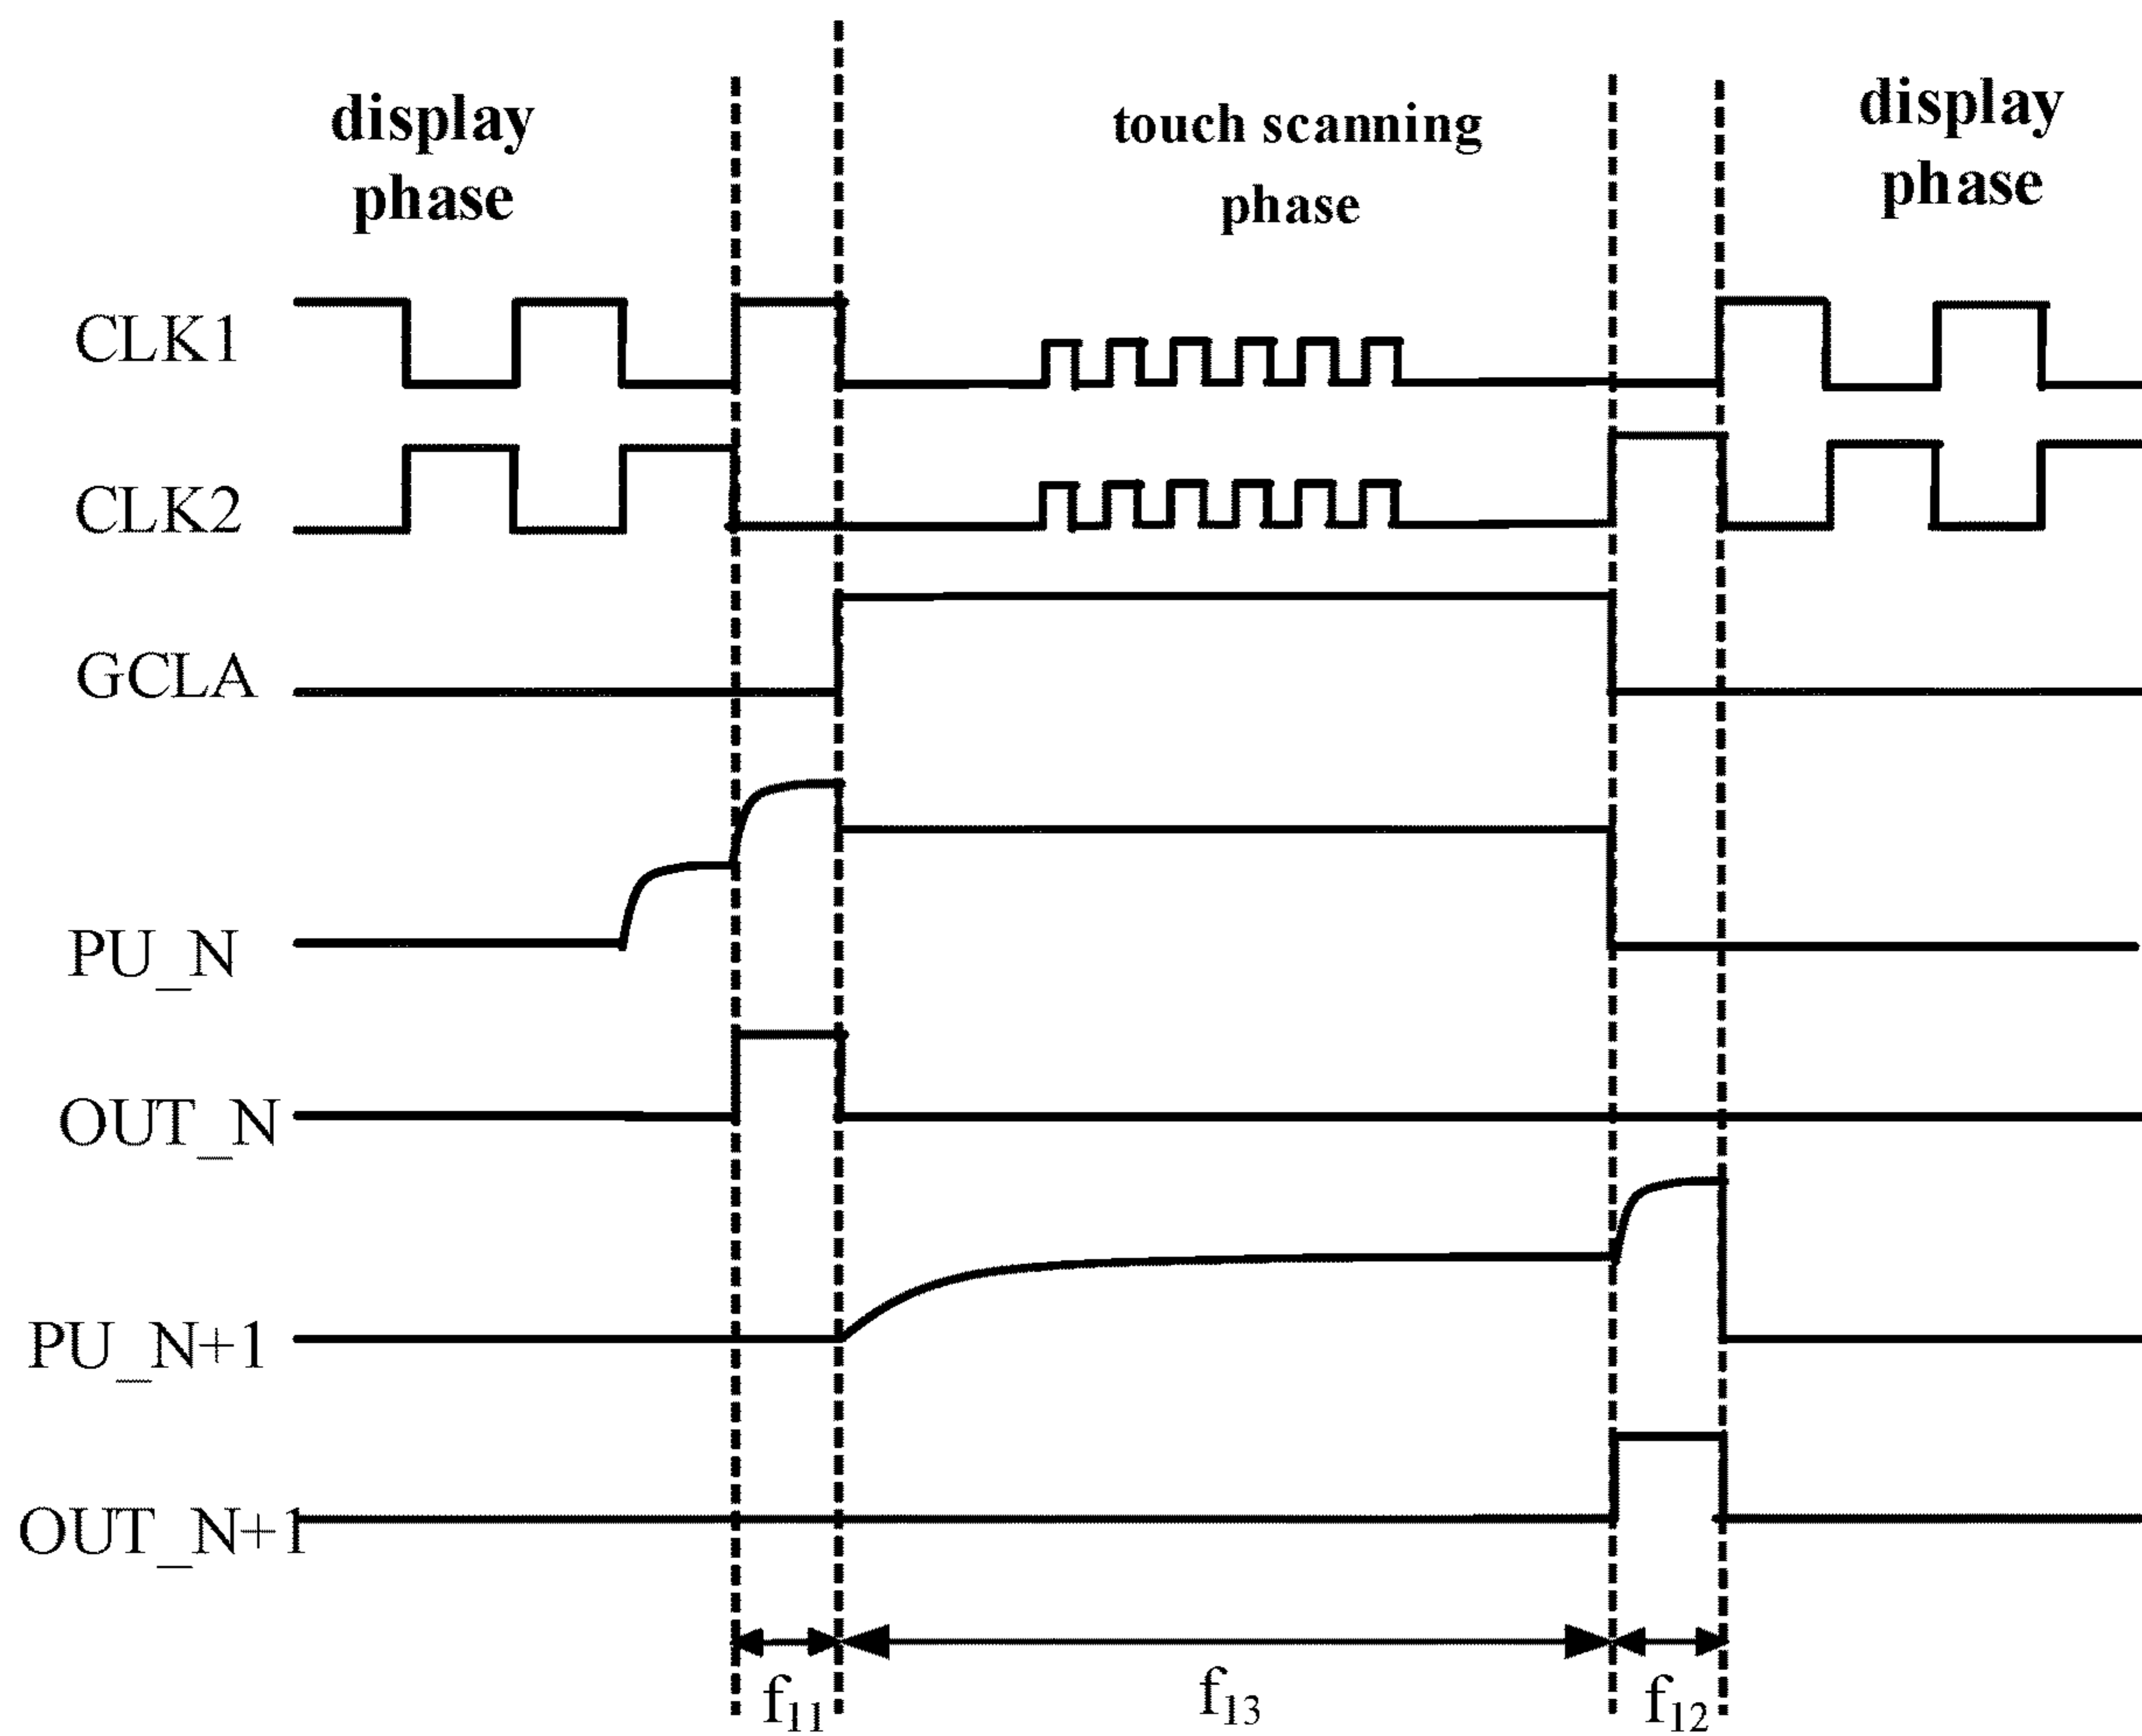 display
phase
touch scanning
phase
display
phase
CLK1
CLK2
GCLA
PU_N
OUT_N
PU_N+1
OUT_N+1
f11
f13
f12